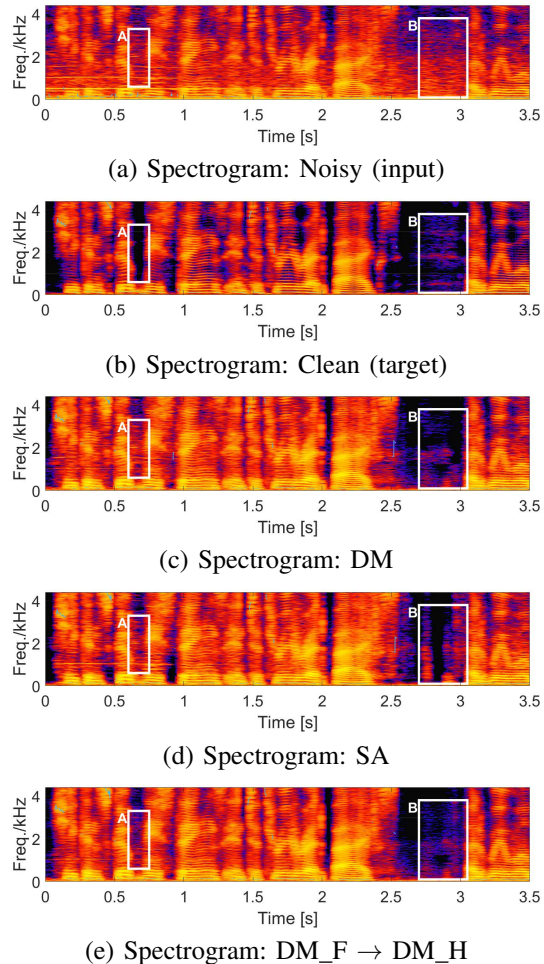 Freq./kHz
4
2
0
A
B
0 0.5 1 1.5 2 2.5 3 3.5
Time [s]
(a) Spectrogram: Noisy (input)
Freq./kHz
4
2
0
A
B
0 0.5 1 1.5 2 2.5 3 3.5
Time [s]
(b) Spectrogram: Clean (target)
Freq./kHz
4
2
0
A
B
0 0.5 1 1.5 2 2.5 3 3.5
Time [s]
(c) Spectrogram: DM
Freq./kHz
4
2
0
A
B
0 0.5 1 1.5 2 2.5 3 3.5
Time [s]
(d) Spectrogram: SA
Freq./kHz
4
2
0
A
B
0 0.5 1 1.5 2 2.5 3 3.5
Time [s]
(e) Spectrogram: DM_F → DM_H